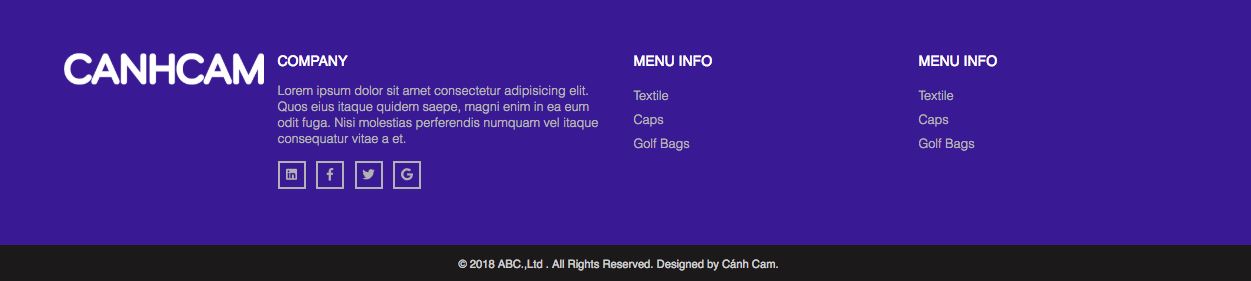 CANHCAM
COMPANY
Lorem ipsum dolor sit amet consectetur adipisicing elit.
Quos eius itaque quidem saepe, magni enim in ea eum
odit fuga. Nisi molestias perferendis numquam vel itaque
consequatur vitae a et.
MENU INFO
Textile
Caps
Golf Bags
MENU INFO
Textile
Caps
Golf Bags
© 2018 ABC.,Ltd . All Rights Reserved. Designed by Cánh Cam.